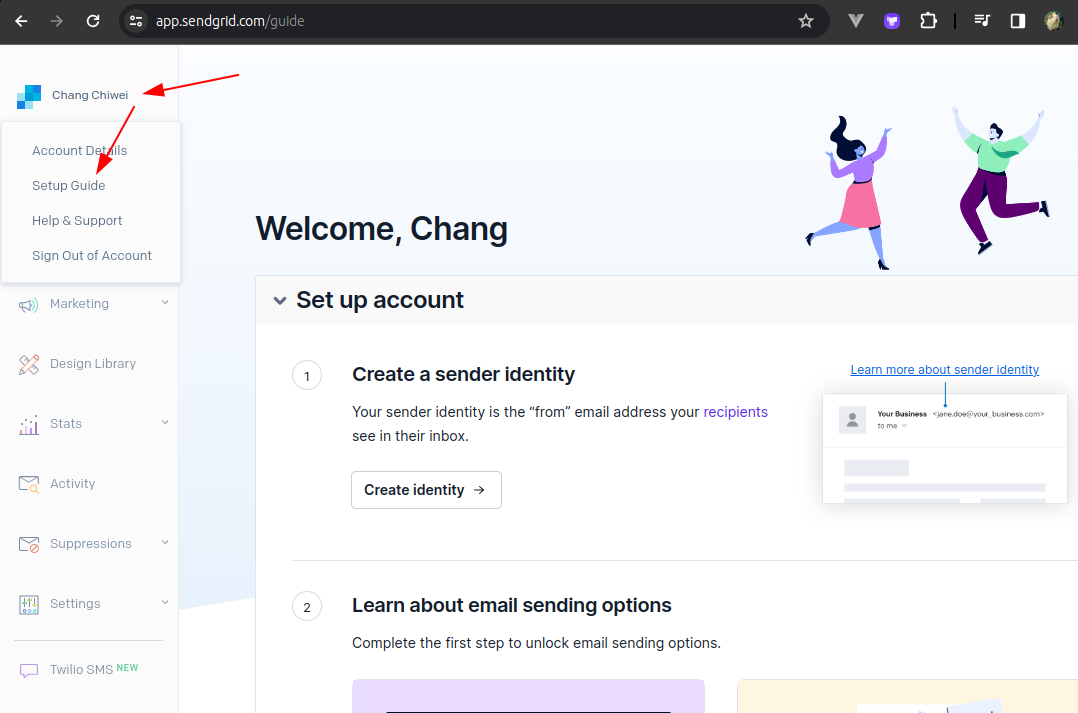 app.sendgrid.com/guide
Chang Chiwei
Account Details
Setup Guide
Help & Support
Sign Out of Account
Marketing
Design Library
Stats
Activity
Suppressions
Settings
Twilio SMS NEW
Welcome, Chang
Set up account
1
Create a sender identity
Your sender identity is the “from” email address your recipients
see in their inbox.
Create identity →
Learn more about sender identity
Your Business <jane.doe@your_business.com>
to me
2
Learn about email sending options
Complete the first step to unlock email sending options.